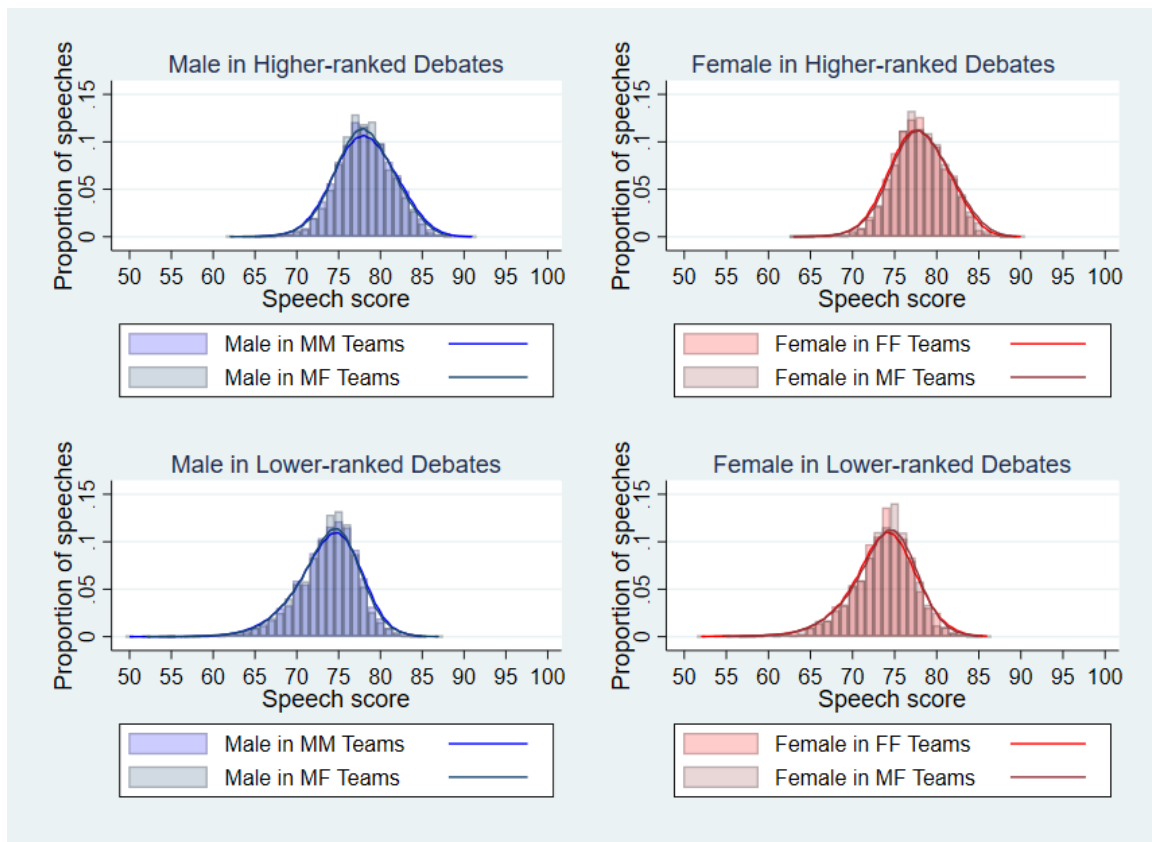 Male in Higher-ranked Debates
Proportion of speeches
0 .05 .1 .15
50 55 60 65 70 75 80 85 90 95 100
Speech score
Male in MM Teams
Male in MF Teams
Female in Higher-ranked Debates
Proportion of speeches
0 .05 .1 .15
50 55 60 65 70 75 80 85 90 95 100
Speech score
Female in FF Teams
Female in MF Teams
Male in Lower-ranked Debates
Proportion of speeches
0 .05 .1 .15
50 55 60 65 70 75 80 85 90 95 100
Speech score
Male in MM Teams
Male in MF Teams
Female in Lower-ranked Debates
Proportion of speeches
0 .05 .1 .15
50 55 60 65 70 75 80 85 90 95 100
Speech score
Female in FF Teams
Female in MF Teams